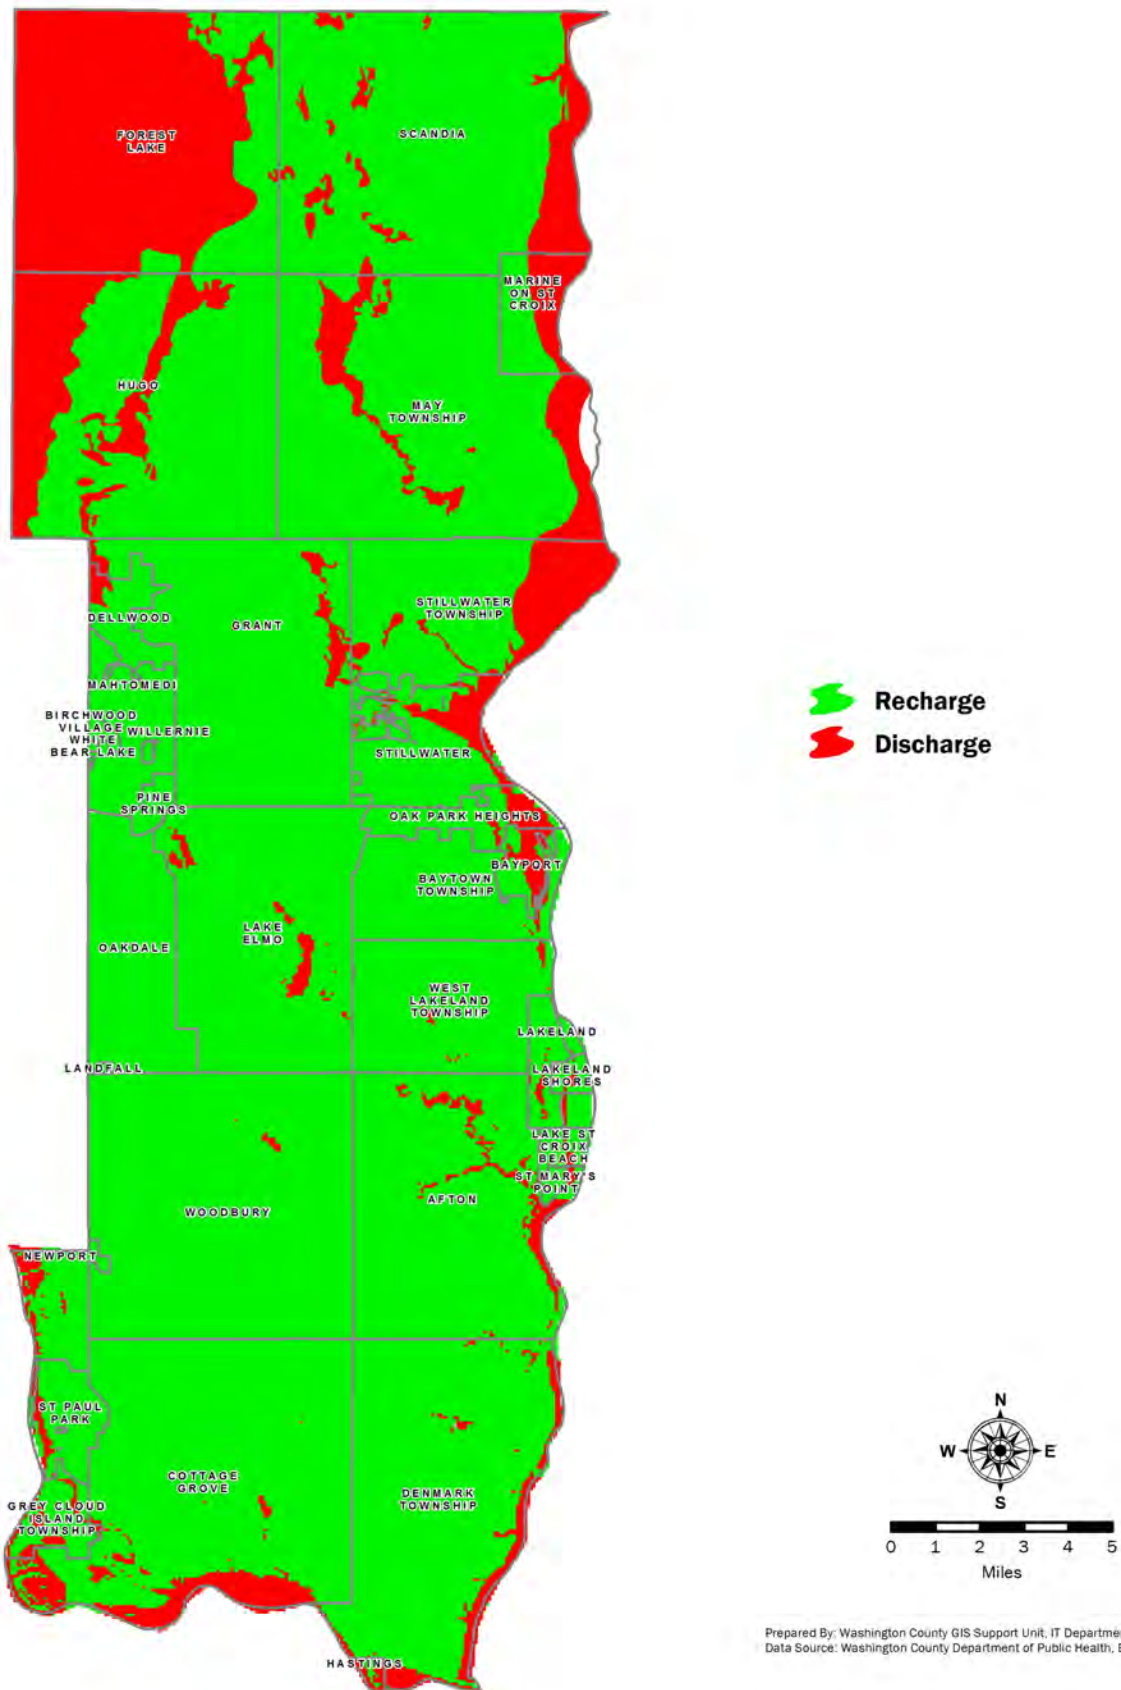 FOREST
LAKE
SCANDIA
MARINE
ON ST
CROIX
HUGO
MAY
TOWNSHIP
STILLWATER
TOWNSHIP
DELLWOOD
GRANT
MAHTOMEDI
BIRCHWOOD
VILLAGE
WILLERNIE
WHITE
BEAR LAKE
STILLWATER
Recharge
Discharge
PINE
SPRINGS
OAK PARK HEIGHTS
BAYPORT
BAYTOWN
TOWNSHIP
LAKE
ELMO
OAKDALE
WEST
LAKELAND
TOWNSHIP
LAKELAND
LANDFALL
LAKELAND
SHORES
LAKE ST
CROIX
BEACH
ST MARY'S
POINT
AFTON
WOODBURY
NEWPORT
ST PAUL
PARK
COTTAGE
GROVE
DENMARK
TOWNSHIP
GREY CLOUD
ISLAND
TOWNSHIP
HASTINGS
N
W E
S
0 1 2 3 4 5
Miles
Prepared By: Washington County GIS Support Unit, IT Departme
Data Source: Washington County Department of Public Health, E